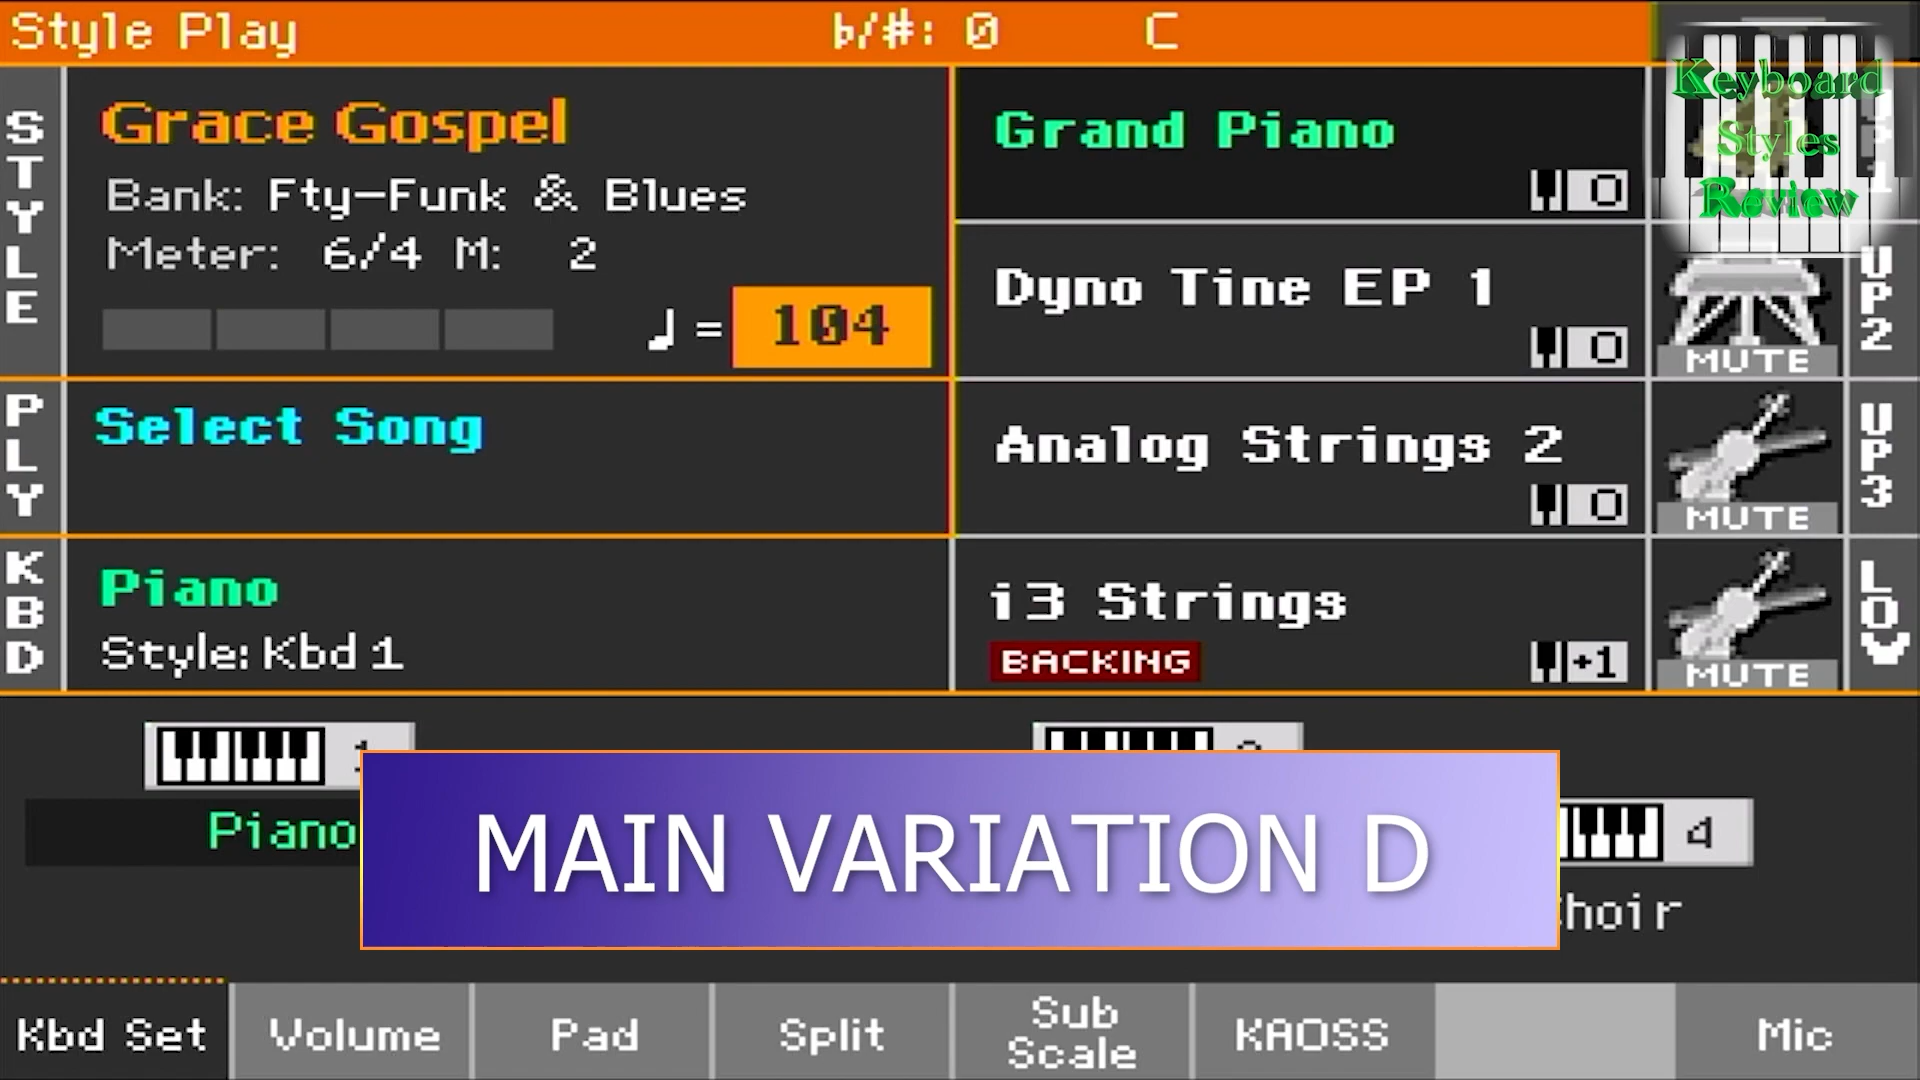 Style Play
♭/#: 0
C
Keyboard
Styles
Review
STYLE
Grace Gospel
Bank: Fty-Funk & Blues
Meter: 6/4 M: 2
♩ = 104
Grand Piano
0
Dyno Tine EP 1
0
MUTE
UP2
PLY
Select Song
Analog Strings 2
0
MUTE
UP3
KBD
Piano
Style: Kbd 1
i3 Strings
BACKING
+1
MUTE
LOW
1
Piano
MAIN VARIATION D
4
hoir
Kbd Set
Volume
Pad
Split
Sub
Scale
KAOSS
Mic